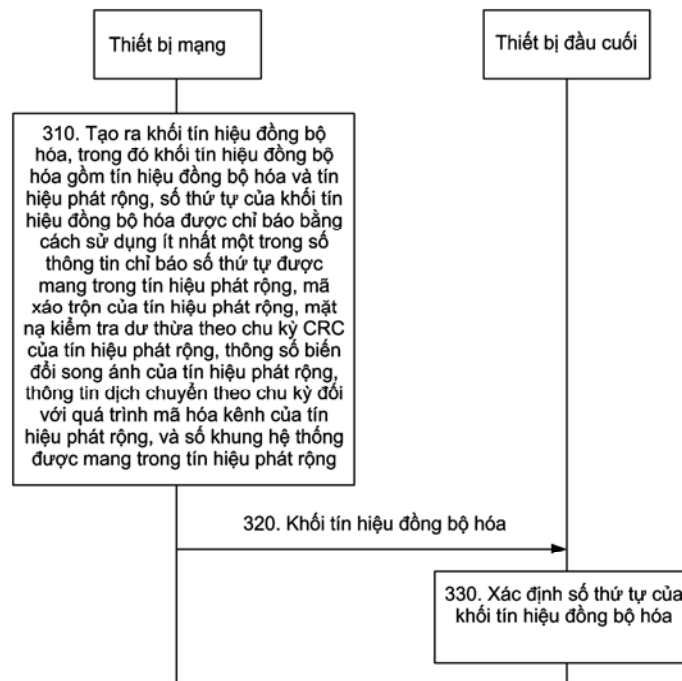 Thiết bị mạng
Thiết bị đầu cuối
310. Tạo ra khối tín hiệu đồng bộ
hóa, trong đó khối tín hiệu đồng bộ
hóa gồm tín hiệu đồng bộ hóa và tín
hiệu phát rộng, số thứ tự của khối tín
hiệu đồng bộ hóa được chỉ báo bằng
cách sử dụng ít nhất một trong số
thông tin chỉ báo số thứ tự được
mang trong tín hiệu phát rộng, mã
xáo trộn của tín hiệu phát rộng, mặt
nạ kiểm tra dư thừa theo chu kỳ CRC
của tín hiệu phát rộng, thông số biến
đổi song ánh của tín hiệu phát rộng,
thông tin dịch chuyển theo chu kỳ đối
với quá trình mã hóa kênh của tín
hiệu phát rộng, và số khung hệ thống
được mang trong tín hiệu phát rộng
320. Khối tín hiệu đồng bộ hóa
330. Xác định số thứ tự của
khối tín hiệu đồng bộ hóa